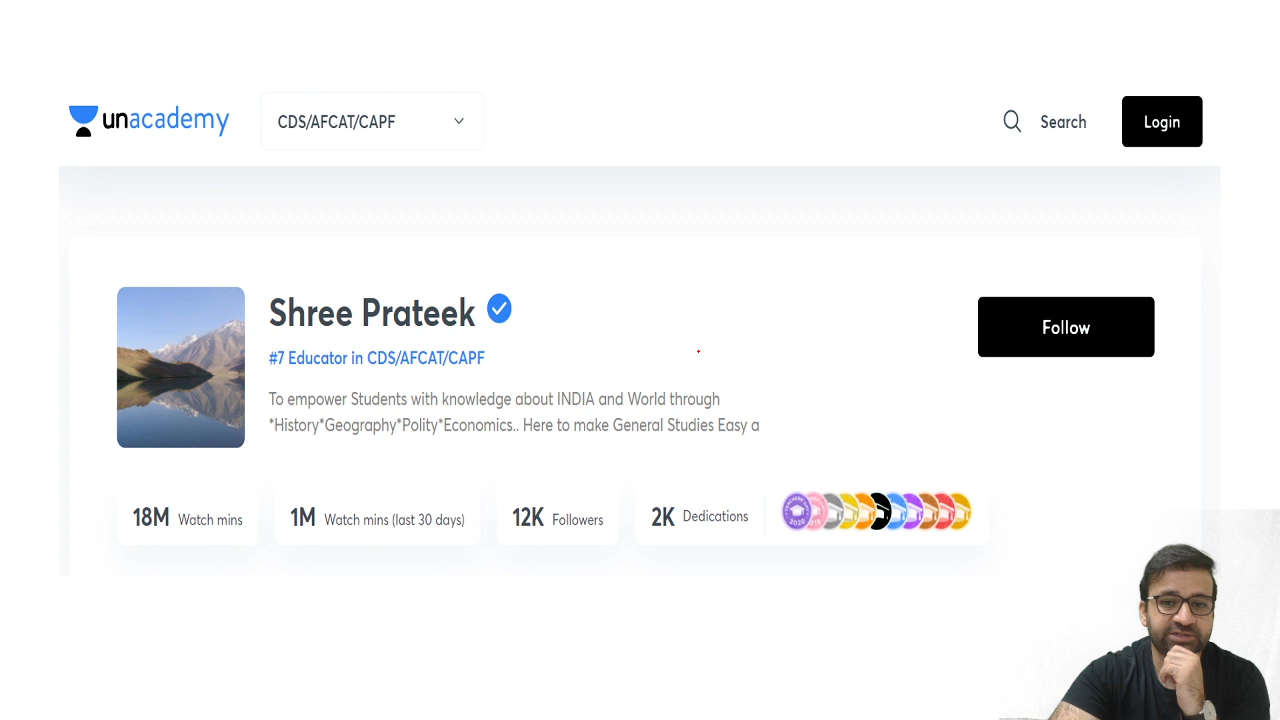 unacademy
CDS/AFCAT/CAPF
Search
Login
Shree Prateek
#7 Educator in CDS/AFCAT/CAPF
Follow
To empower Students with knowledge about INDIA and World through
*History*Geography*Polity*Economics.. Here to make General Studies Easy a
18M Watch mins
1M Watch mins (last 30 days)
12K Followers
2K Dedications
2020